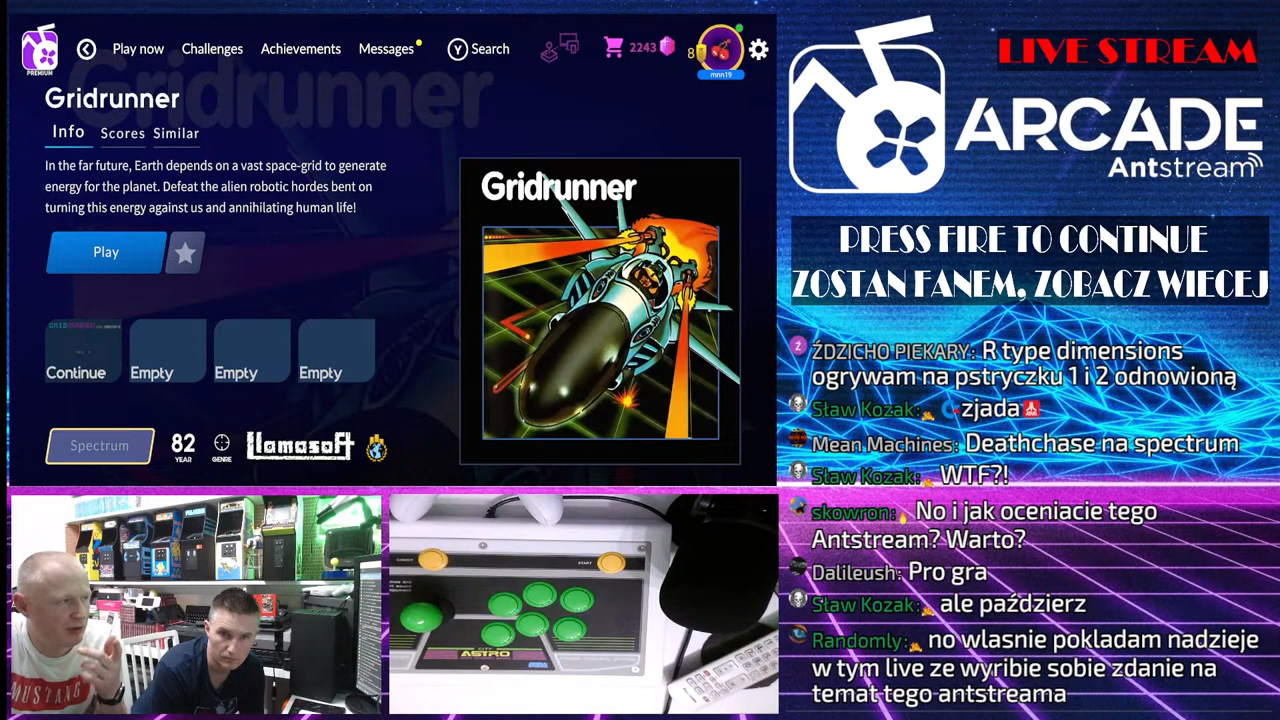 PREMIUM
Play now
Challenges
Achievements
Messages
Y Search
2243
8
mnn19
Gridrunner
Gridrunner
Info
Scores
Similar
In the far future, Earth depends on a vast space-grid to generate
energy for the planet. Defeat the alien robotic hordes bent on
turning this energy against us and annihilating human life!
Play
Continue
Empty
Empty
Empty
Spectrum
82
YEAR
GENRE
Llamasoft
Gridrunner
LIVE STREAM
ARCADE
Antstream
PRESS FIRE TO CONTINUE
ZOSTAN FANEM, ZOBACZ WIECEJ
ŹDZICHO PIEKARY: R type dimensions
ogrywam na pstryczku 1 i 2 odnowioną
Sław Kozak: zjada
Mean Machines: Deathchase na spectrum
Sław Kozak: WTF?!
skowron: No i jak oceniacie tego
Antstream? Warto?
Dalileush: Pro gra
Sław Kozak: ale paździerz
Randomly: no wlasnie pokladam nadzieje
w tym live ze wyribie sobie zdanie na
temat tego antstreama
MUSTANG
CREDIT
START
CITY
ASTRO
SEGA